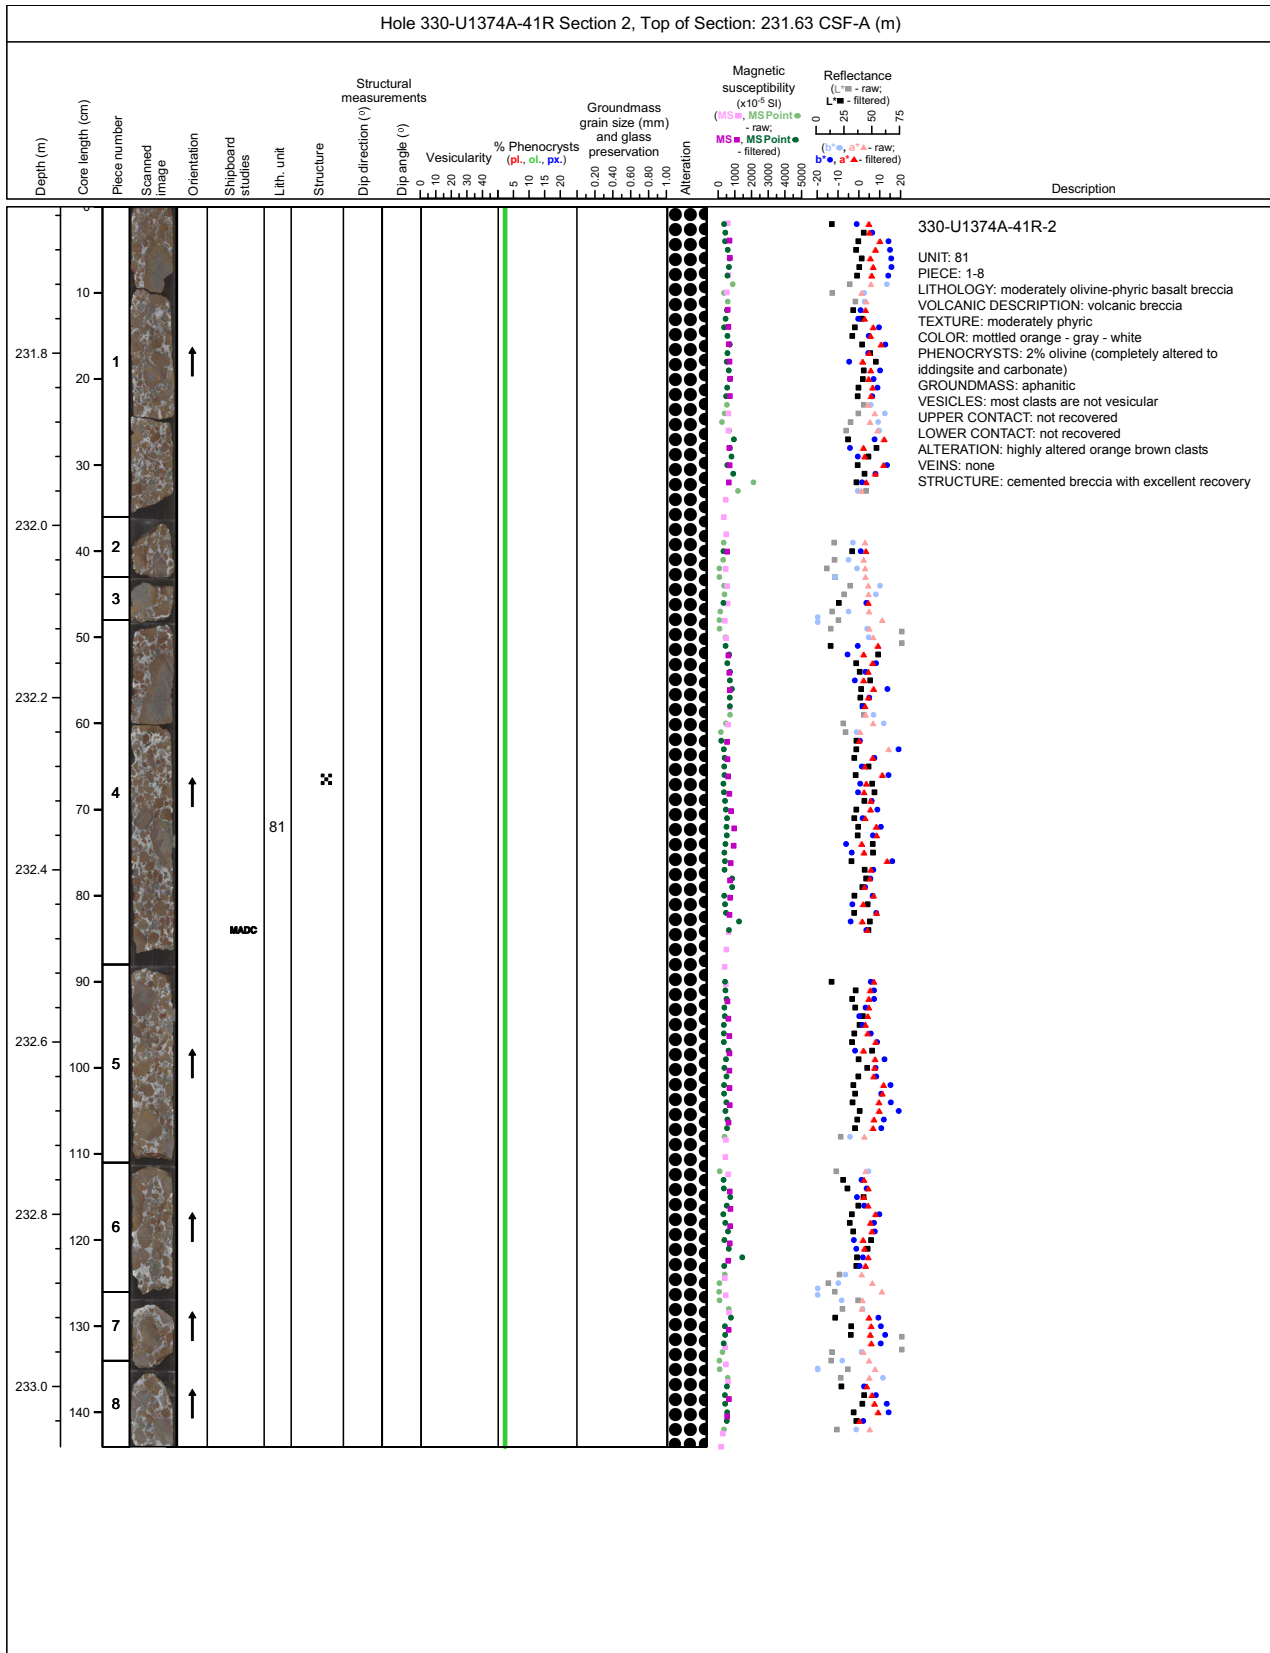 Hole 330-U1374A-41R Section 2, Top of Section: 231.63 CSF-A (m)
Depth (m)
Core length (cm)
Piece number
Scanned image
Orientation
Shipboard studies
Lith. unit
Structure
Structural measurements
Dip direction (°)
Dip angle (°)
Vesicularity
0 10 20 30 40
% Phenocrysts
(pl., ol., px.)
5 10 15 20
Groundmass
grain size (mm)
and glass
preservation
0.20 0.40 0.60 0.80 1.00
Alteration
Magnetic
susceptibility
(x10-5 SI)
(MS, MSPoint
- raw;
MS, MSPoint
- filtered)
0 1000 2000 3000 4000 5000
Reflectance
(L* - raw;
L* - filtered)
0 25 50 75
(b*, a* - raw;
b*, a* - filtered)
-20 -10 0 10 20
Description
330-U1374A-41R-2
UNIT: 81
PIECE: 1-8
LITHOLOGY: moderately olivine-phyric basalt breccia
VOLCANIC DESCRIPTION: volcanic breccia
TEXTURE: moderately phyric
COLOR: mottled orange - gray - white
PHENOCRYSTS: 2% olivine (completely altered to
iddingsite and carbonate)
GROUNDMASS: aphanitic
VESICLES: most clasts are not vesicular
UPPER CONTACT: not recovered
LOWER CONTACT: not recovered
ALTERATION: highly altered orange brown clasts
VEINS: none
STRUCTURE: cemented breccia with excellent recovery
0
10
231.8
1
20
30
232.0
2
40
3
50
232.2
60
4
70
81
232.4
80
MADC
90
232.6
5
100
110
232.8
6
120
7
130
233.0
8
140